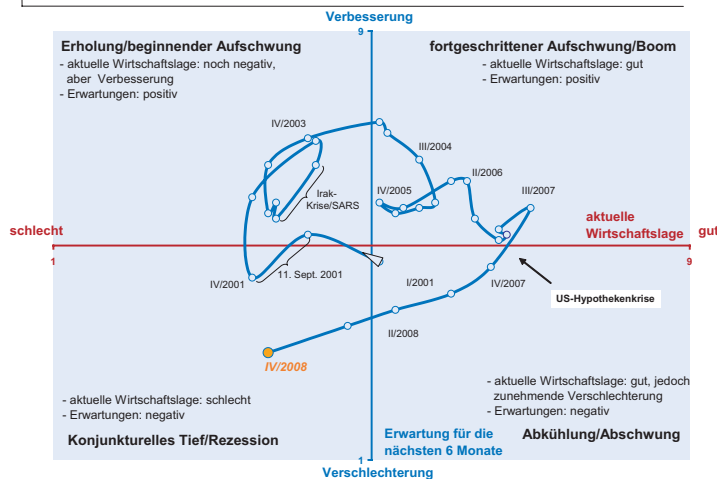 Verbesserung
9
Erholung/beginnender Aufschwung
- aktuelle Wirtschaftslage: noch negativ,
aber Verbesserung
- Erwartungen: positiv
fortgeschrittener Aufschwung/Boom
- aktuelle Wirtschaftslage: gut
- Erwartungen: positiv
IV/2003
III/2004
II/2006
Irak-
Krise/SARS
IV/2005
III/2007
schlecht
aktuelle
Wirtschaftslage
gut
1
9
IV/2001
11. Sept. 2001
I/2001
IV/2007
US-Hypothekenkrise
II/2008
IV/2008
- aktuelle Wirtschaftslage: schlecht
- Erwartungen: negativ
- aktuelle Wirtschaftslage: gut, jedoch
zunehmende Verschlechterung
- Erwartungen: negativ
Konjunkturelles Tief/Rezession
Erwartung für die
nächsten 6 Monate
Abkühlung/Abschwung
1
Verschlechterung